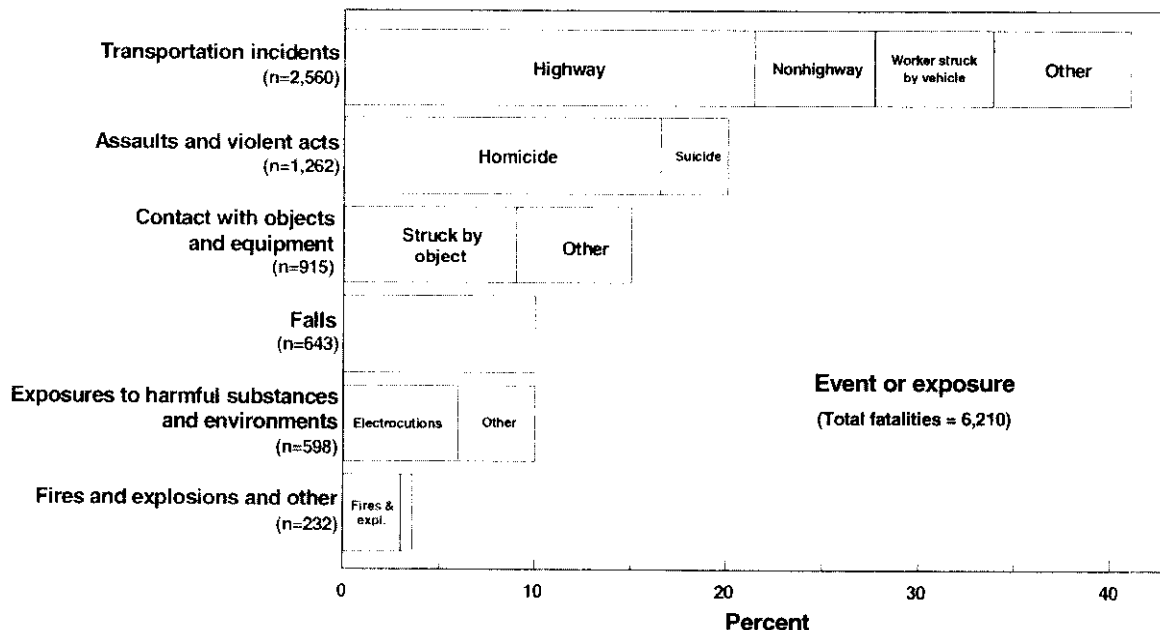 Transportation incidents
(n=2,560)
Highway
Nonhighway
Worker struck
by vehicle
Other
Assaults and violent acts
(n=1,262)
Homicide
Suicide
Contact with objects
and equipment
(n=915)
Struck by
object
Other
Falls
(n=643)
Exposures to harmful substances
and environments
(n=598)
Electrocutions
Other
Event or exposure
(Total fatalities = 6,210)
Fires and explosions and other
(n=232)
Fires &
expl.
0 10 20 30 40
Percent